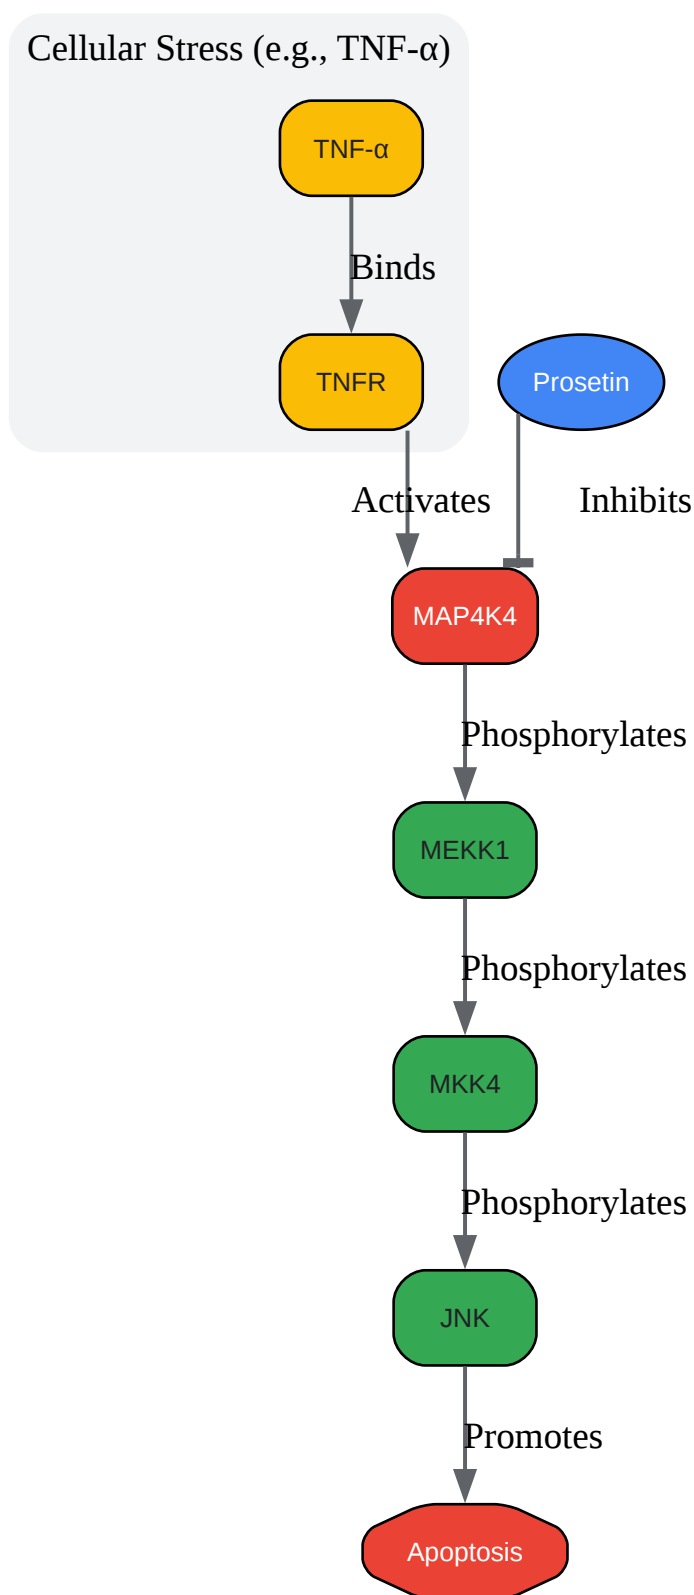 Cellular Stress (e.g., TNF-α)
TNF-α
Binds
TNFR
Prosetin
Activates
Inhibits
MAP4K4
Phosphorylates
MEKK1
Phosphorylates
MKK4
Phosphorylates
JNK
Promotes
Apoptosis